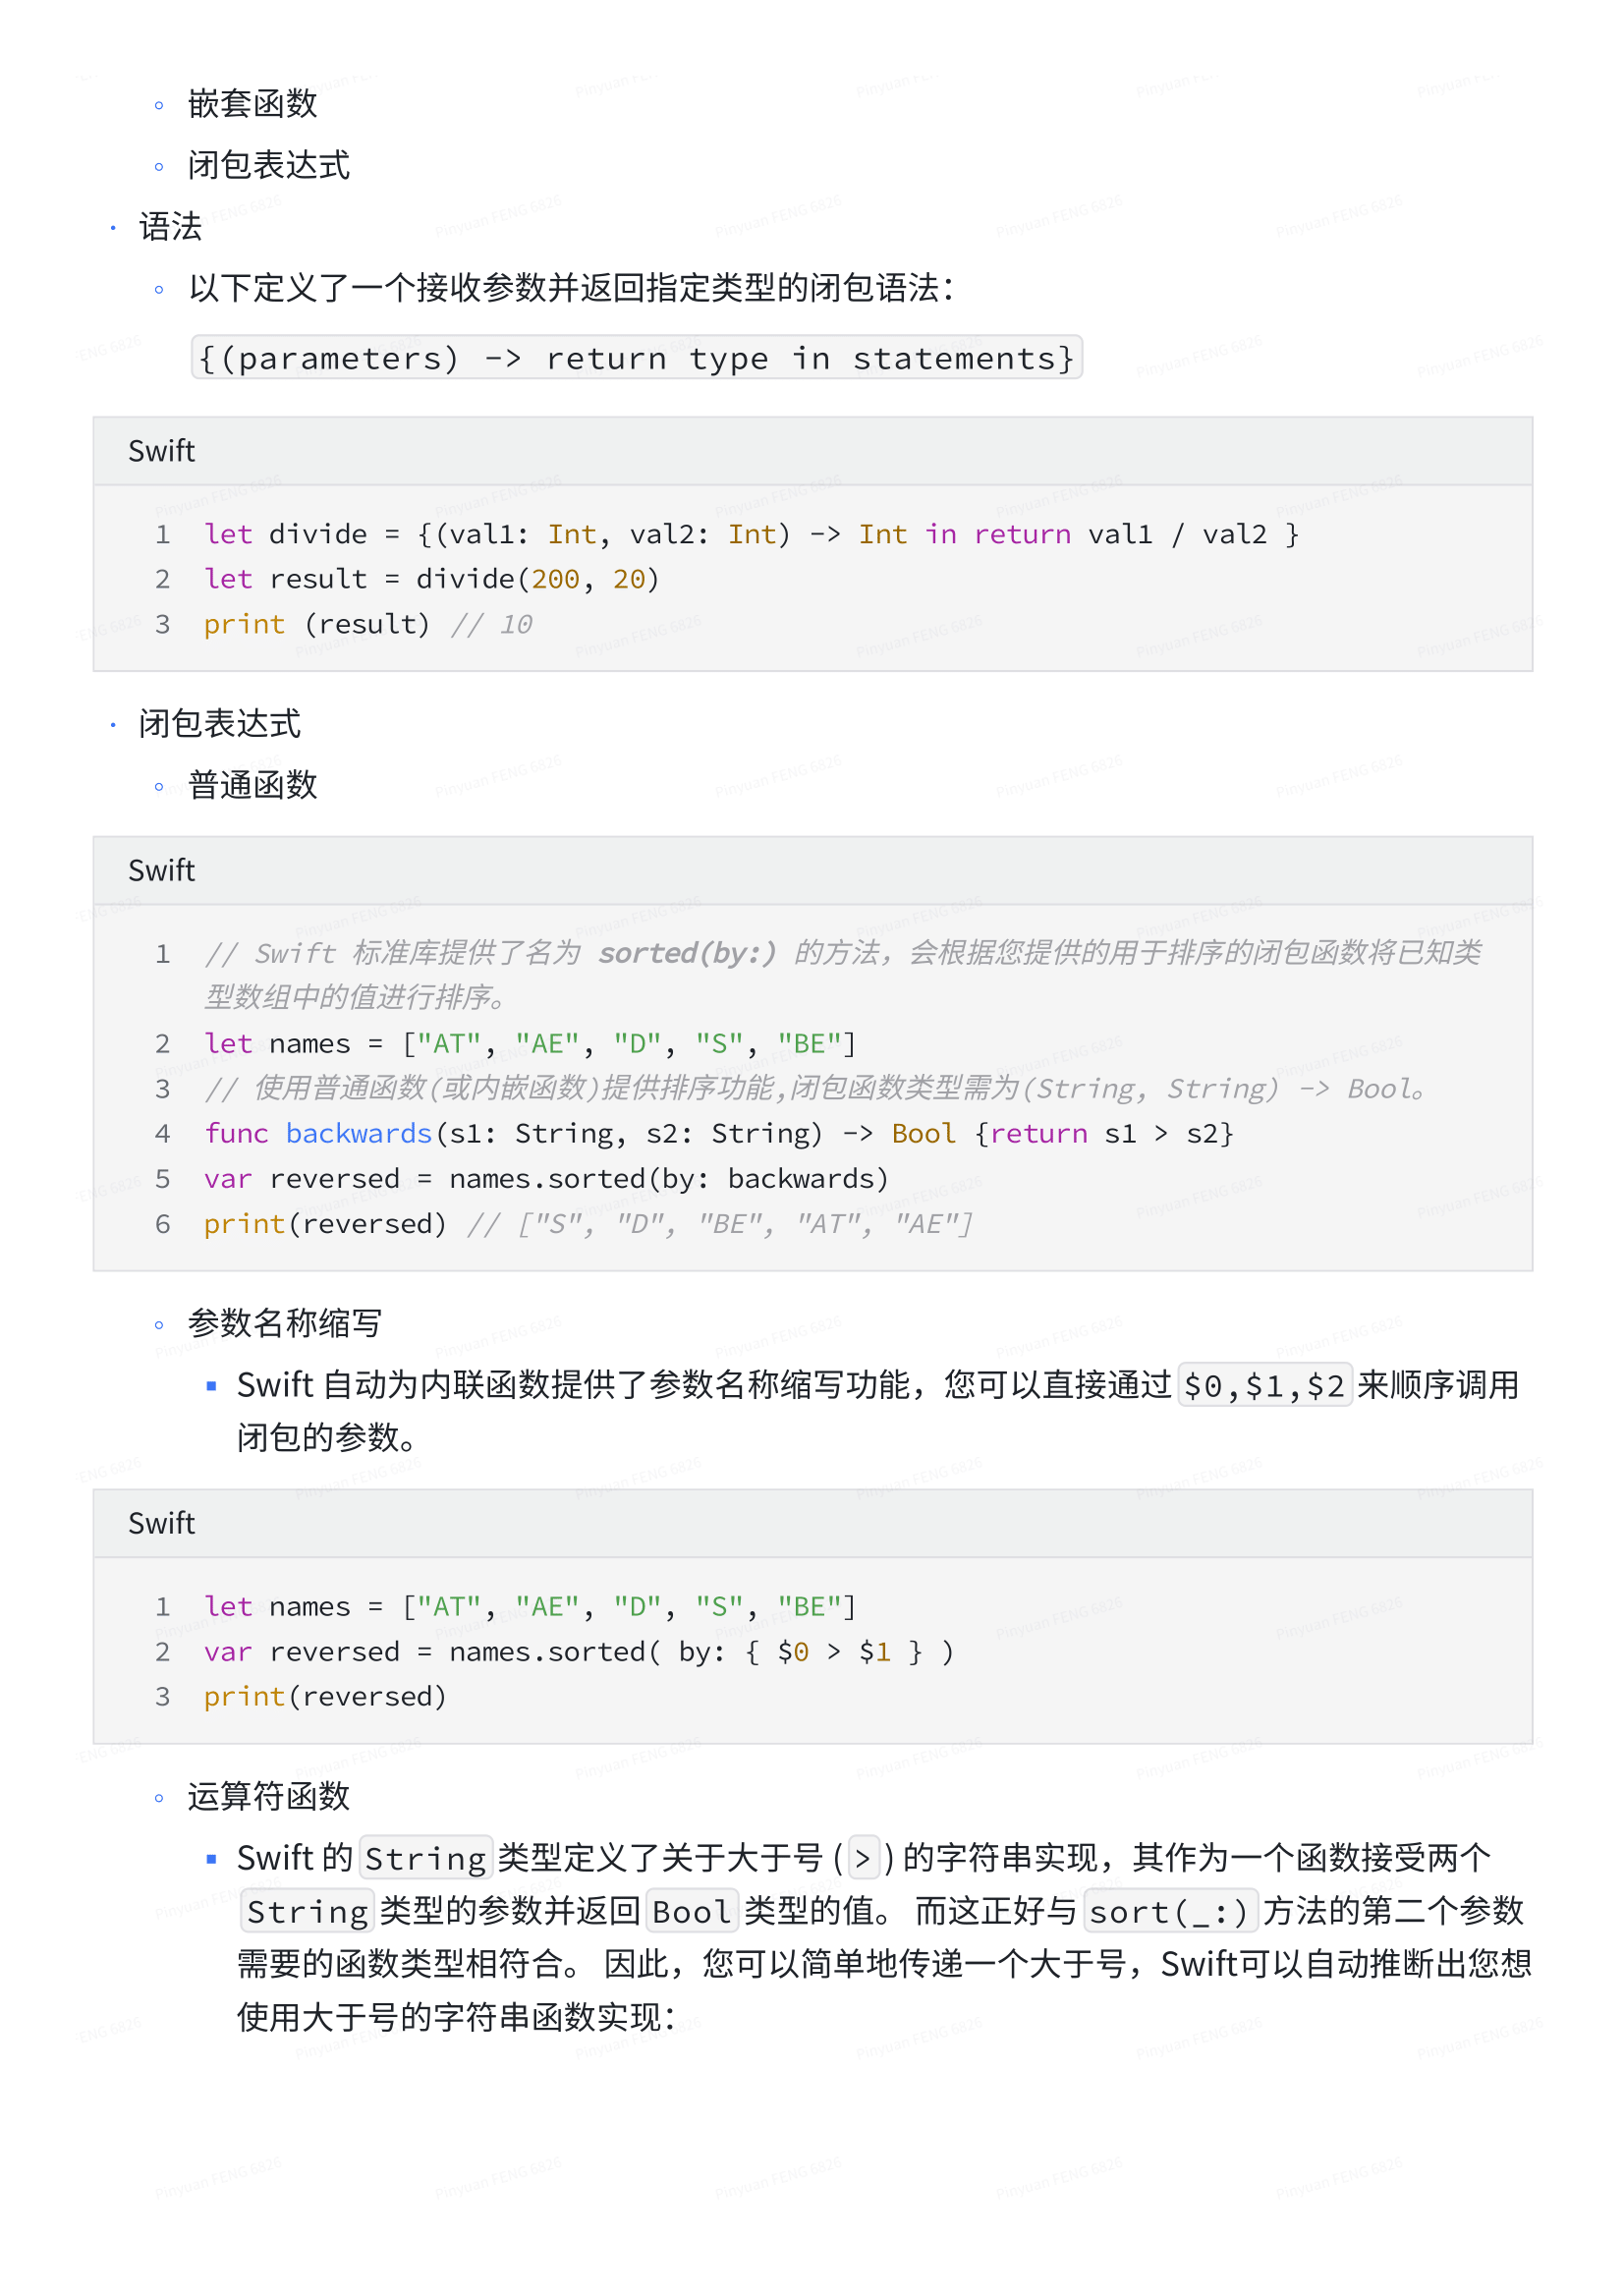 嵌套函数
闭包表达式
语法
以下定义了一个接收参数并返回指定类型的闭包语法：
{(parameters) -> return type in statements}
Swift
1 let divide = {(val1: Int, val2: Int) -> Int in return val1 / val2 }
2 let result = divide(200, 20)
3 print (result) // 10
闭包表达式
普通函数
Swift
1 // Swift 标准库提供了名为 sorted(by:) 的方法，会根据您提供的用于排序的闭包函数将已知类
型数组中的值进行排序。
2 let names = ["AT", "AE", "D", "S", "BE"]
3 // 使用普通函数(或内嵌函数)提供排序功能,闭包函数类型需为(String, String) -> Bool。
4 func backwards(s1: String, s2: String) -> Bool {return s1 > s2}
5 var reversed = names.sorted(by: backwards)
6 print(reversed) // ["S", "D", "BE", "AT", "AE"]
参数名称缩写
Swift 自动为内联函数提供了参数名称缩写功能，您可以直接通过 $0,$1,$2 来顺序调用
闭包的参数。
Swift
1 let names = ["AT", "AE", "D", "S", "BE"]
2 var reversed = names.sorted( by: { $0 > $1 } )
3 print(reversed)
运算符函数
Swift 的 String 类型定义了关于大于号 ( > ) 的字符串实现，其作为一个函数接受两个
String 类型的参数并返回 Bool 类型的值。 而这正好与 sort(_:) 方法的第二个参数
需要的函数类型相符合。 因此，您可以简单地传递一个大于号，Swift可以自动推断出您想
使用大于号的字符串函数实现：
Pinyuan FENG 6826